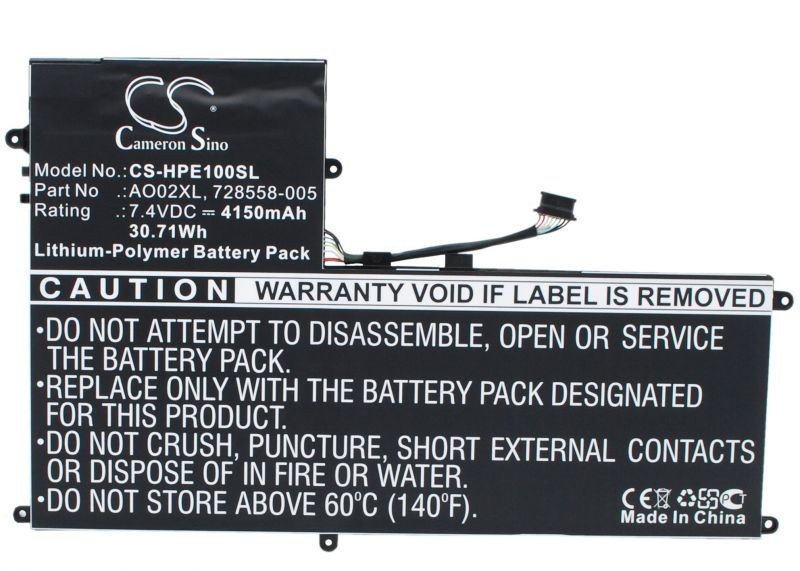 CS
Cameron Sino
Model No.: CS-HPE100SL
Part No : AO02XL, 728558-005
Rating : 7.4VDC ⎓ 4150mAh
30.71Wh
Lithium-Polymer Battery Pack
CAUTION WARRANTY VOID IF LABEL IS REMOVED
•DO NOT ATTEMPT TO DISASSEMBLE, OPEN OR SERVICE
THE BATTERY PACK.
•REPLACE ONLY WITH THE BATTERY PACK DESIGNATED
FOR THIS PRODUCT.
•DO NOT CRUSH, PUNCTURE, SHORT EXTERNAL CONTACTS
OR DISPOSE OF IN FIRE OR WATER.
•DO NOT STORE ABOVE 60°C (140°F).
CE PCT
Made In China